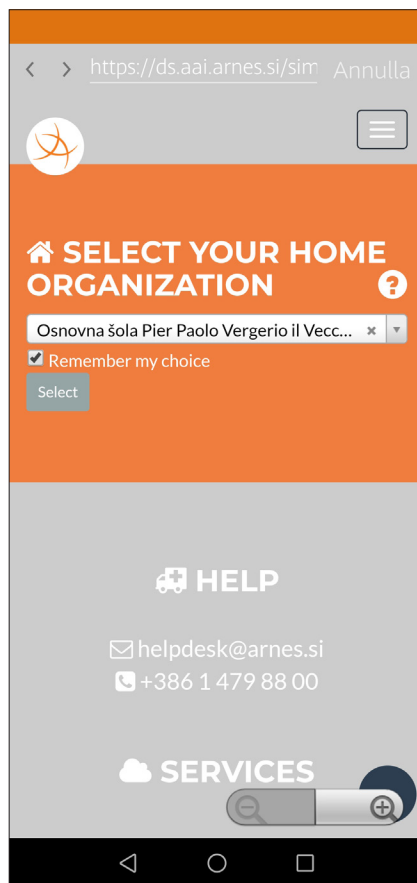 https://ds.aai.arnes.si/sim
Annulla
SELECT YOUR HOME
ORGANIZATION
Osnovna šola Pier Paolo Vergerio il Vecc...
Remember my choice
Select
HELP
helpdesk@arnes.si
+386 1 479 88 00
SERVICES